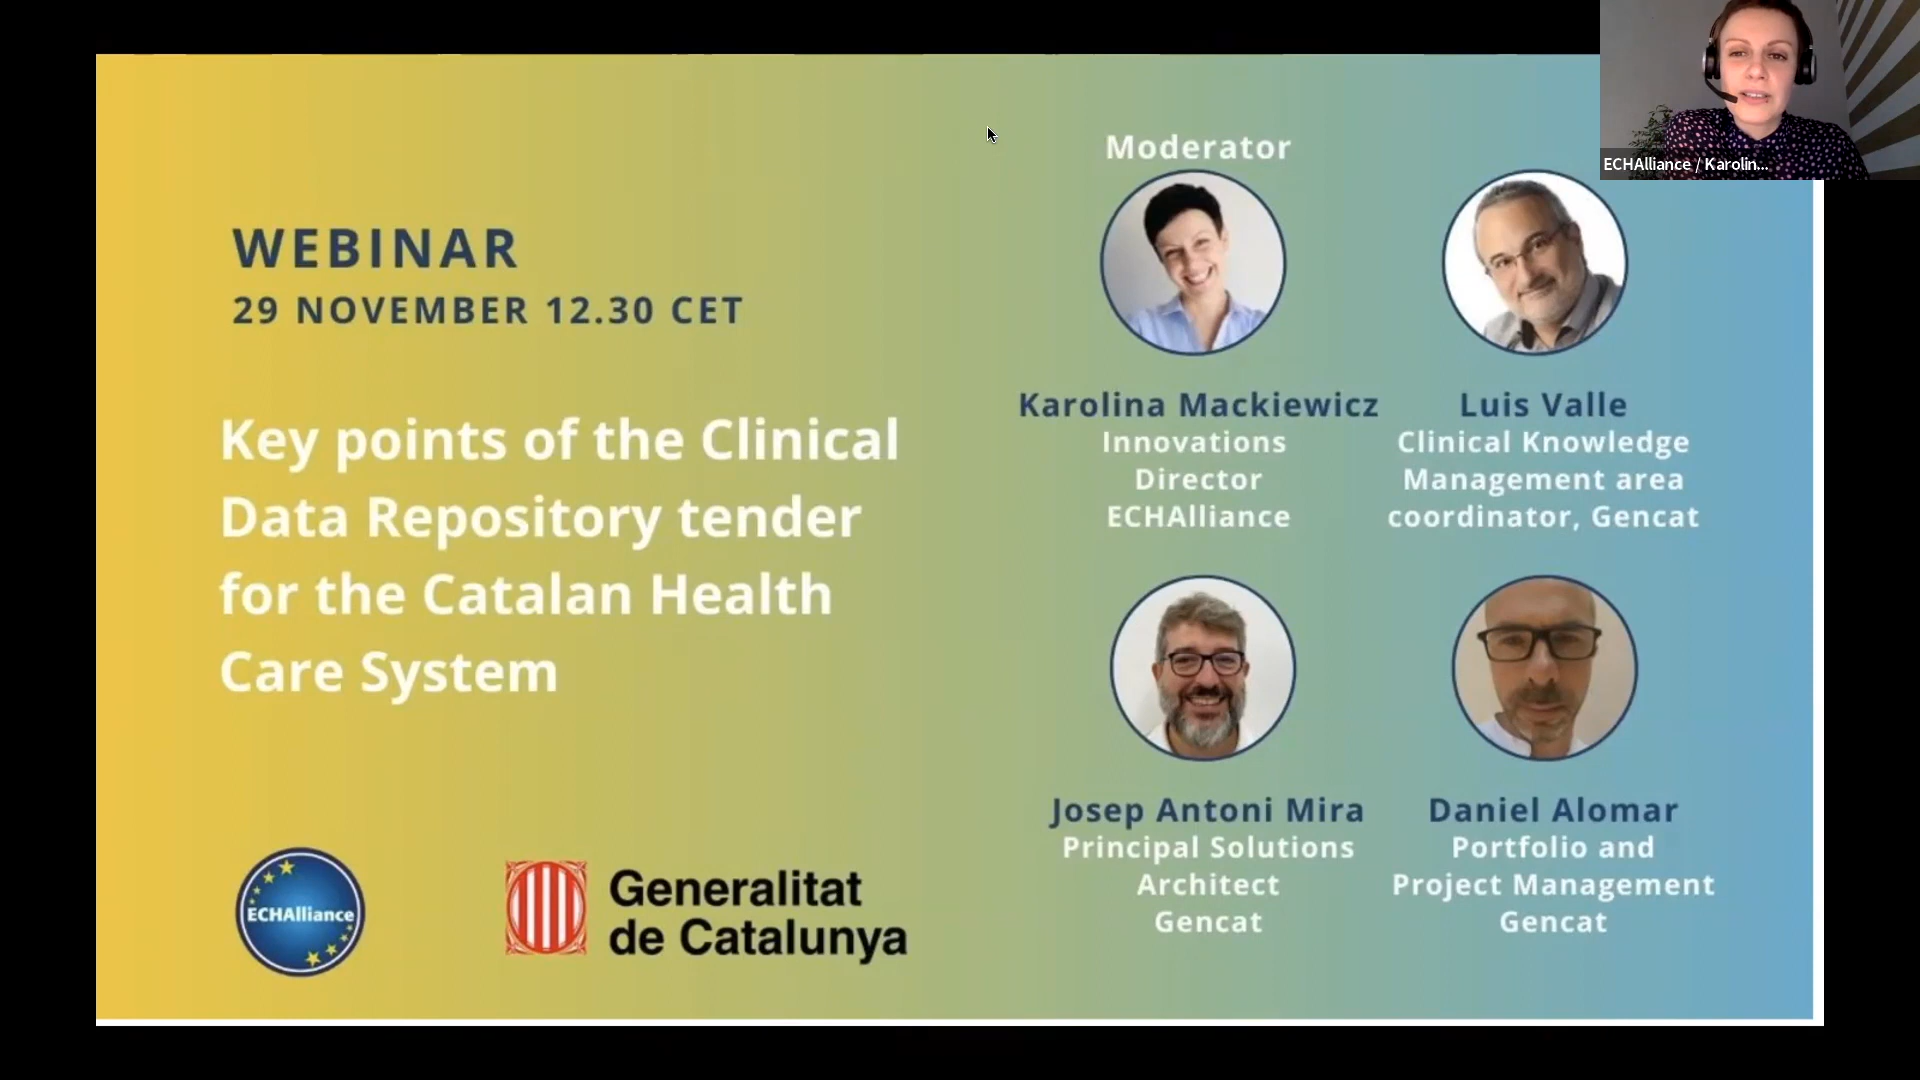 WEBINAR
29 NOVEMBER 12.30 CET
Key points of the Clinical
Data Repository tender
for the Catalan Health
Care System
ECHAlliance
Generalitat
de Catalunya
Moderator
Karolina Mackiewicz
Innovations
Director
ECHAlliance
Luis Valle
Clinical Knowledge
Management area
coordinator, Gencat
Josep Antoni Mira
Principal Solutions
Architect
Gencat
Daniel Alomar
Portfolio and
Project Management
Gencat
ECHAlliance / Karolin...